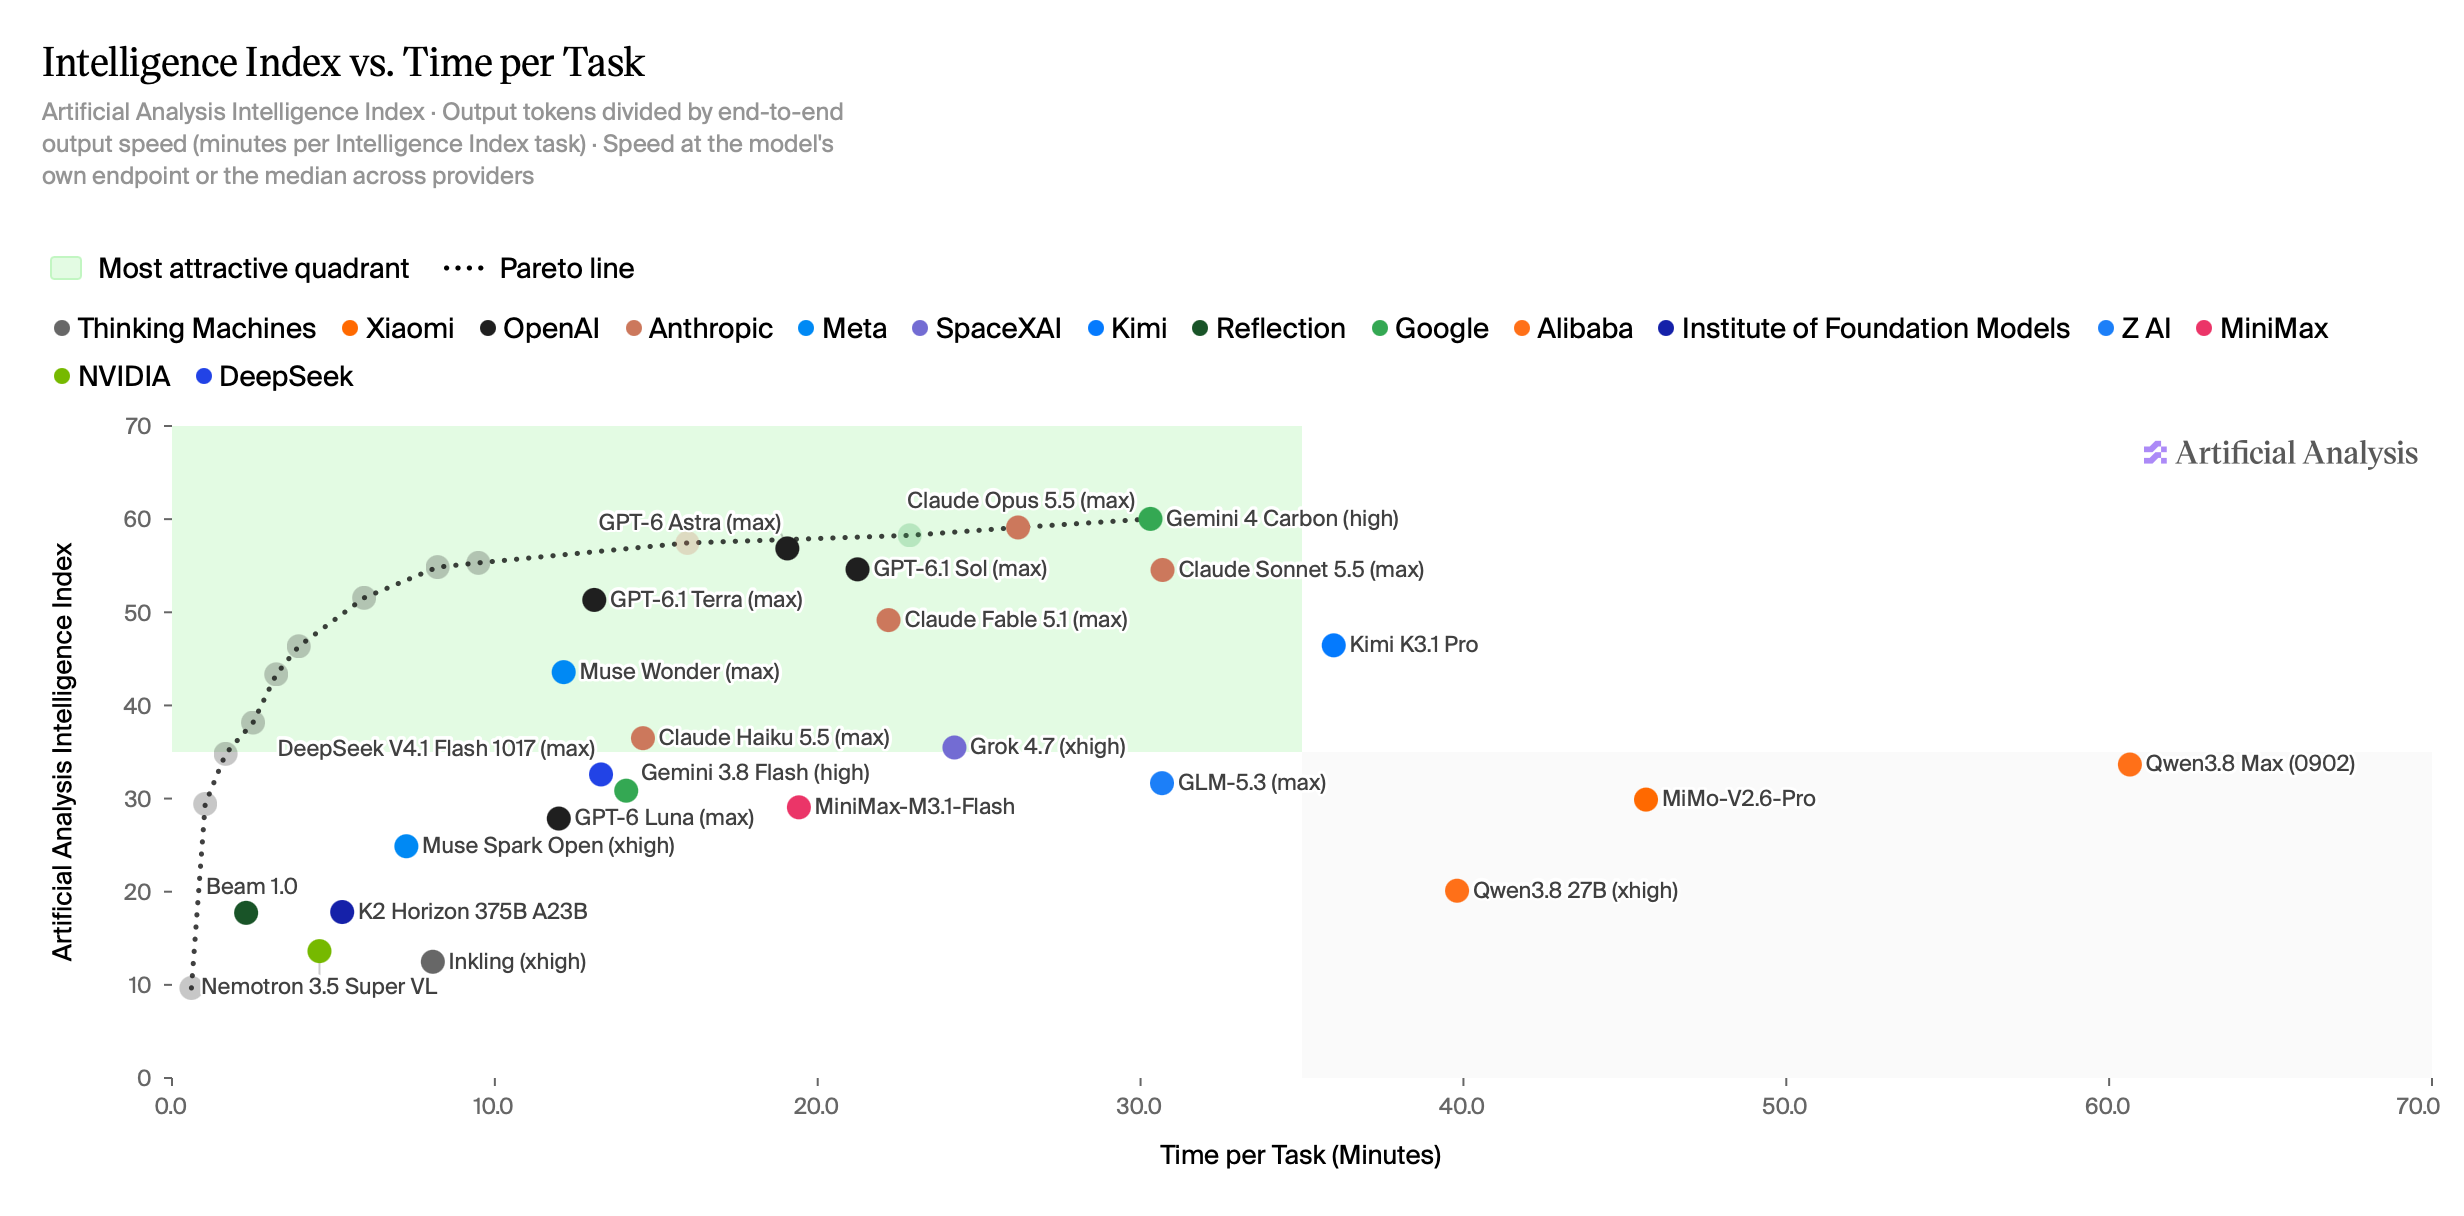 Intelligence Index vs. Time per Task
Artificial Analysis Intelligence Index · Output tokens divided by end-to-end
output speed (minutes per Intelligence Index task) · Speed at the model's
own endpoint or the median across providers
Most attractive quadrant
Pareto line
Thinking Machines Xiaomi OpenAI Anthropic Meta SpaceXAI Kimi Reflection Google Alibaba Institute of Foundation Models Z AI MiniMax
NVIDIA DeepSeek
Artificial Analysis
Artificial Analysis Intelligence Index
70
60
50
40
30
20
10
0
Claude Opus 5.5 (max)
GPT-6 Astra (max)
Gemini 4 Carbon (high)
GPT-6.1 Sol (max)
Claude Sonnet 5.5 (max)
GPT-6.1 Terra (max)
Claude Fable 5.1 (max)
Kimi K3.1 Pro
Muse Wonder (max)
Claude Haiku 5.5 (max)
DeepSeek V4.1 Flash 1017 (max)
Grok 4.7 (xhigh)
Qwen3.8 Max (0902)
Gemini 3.8 Flash (high)
GLM-5.3 (max)
MiMo-V2.6-Pro
MiniMax-M3.1-Flash
GPT-6 Luna (max)
Muse Spark Open (xhigh)
Beam 1.0
Qwen3.8 27B (xhigh)
K2 Horizon 375B A23B
Inkling (xhigh)
Nemotron 3.5 Super VL
0.0 10.0 20.0 30.0 40.0 50.0 60.0 70.0
Time per Task (Minutes)